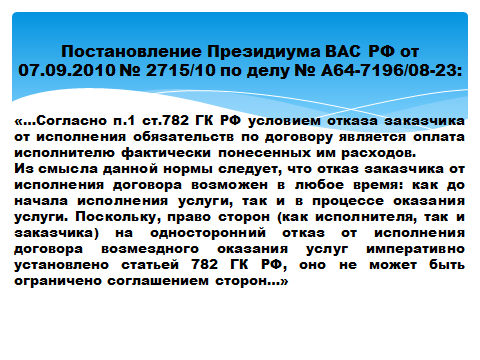 Постановление Президиума ВАС РФ от
07.09.2010 № 2715/10 по делу № А64-7196/08-23:
«...Согласно п.1 ст.782 ГК РФ условием отказа заказчика
от исполнения обязательств по договору является оплата
исполнителю фактически понесенных им расходов.
Из смысла данной нормы следует, что отказ заказчика от
исполнения договора возможен в любое время: как до
начала исполнения услуги, так и в процессе оказания
услуги. Поскольку, право сторон (как исполнителя, так и
заказчика) на односторонний отказ от исполнения
договора возмездного оказания услуг императивно
установлено статьей 782 ГК РФ, оно не может быть
ограничено соглашением сторон...»